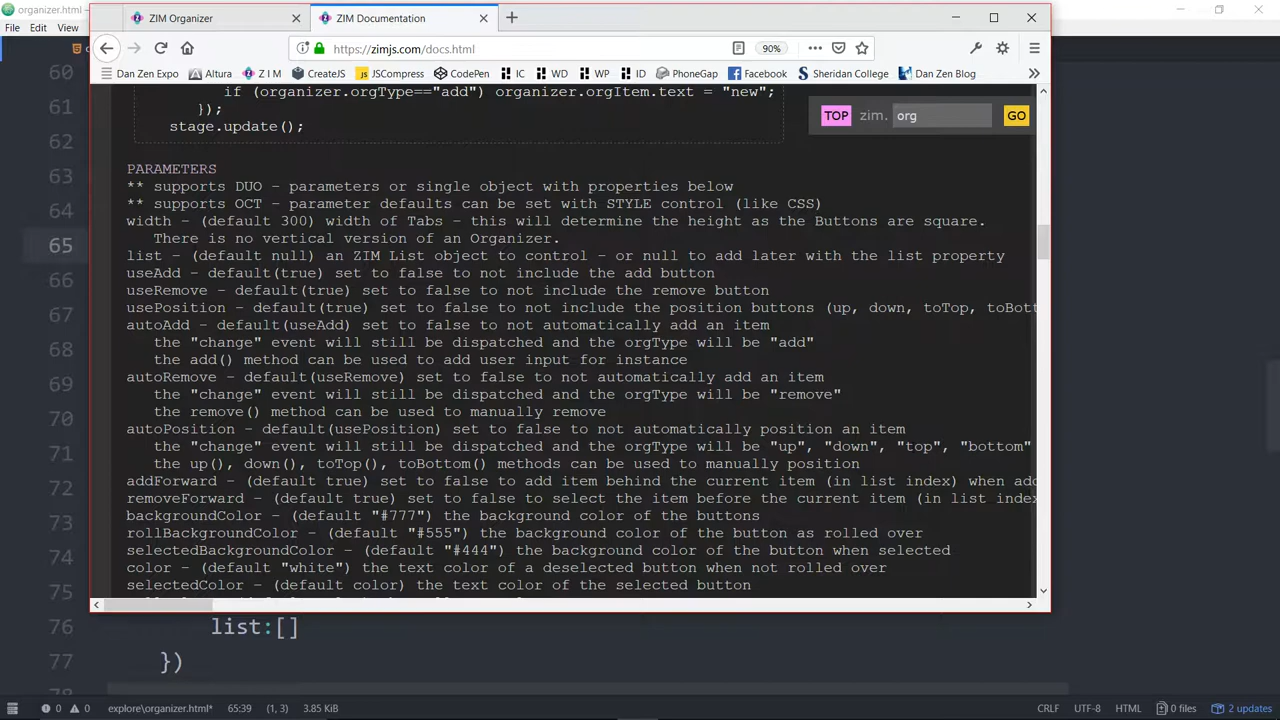 organizer.html
File Edit View
ZIM Organizer
ZIM Documentation
https://zimjs.com/docs.html
90%
Dan Zen Expo
Altura
Z I M
CreateJS
JSCompress
CodePen
IC
WD
WP
ID
PhoneGap
Facebook
Sheridan College
Dan Zen Blog
if (organizer.orgType=="add") organizer.orgItem.text = "new";
});
stage.update();
TOP zim. org GO
PARAMETERS
** supports DUO - parameters or single object with properties below
** supports OCT - parameter defaults can be set with STYLE control (like CSS)
width - (default 300) width of Tabs - this will determine the height as the Buttons are square.
There is no vertical version of an Organizer.
list - (default null) an ZIM List object to control - or null to add later with the list property
useAdd - default(true) set to false to not include the add button
useRemove - default(true) set to false to not include the remove button
usePosition - default(true) set to false to not include the position buttons (up, down, toTop, toBott
autoAdd - default(useAdd) set to false to not automatically add an item
the "change" event will still be dispatched and the orgType will be "add"
the add() method can be used to add user input for instance
autoRemove - default(useRemove) set to false to not automatically add an item
the "change" event will still be dispatched and the orgType will be "remove"
the remove() method can be used to manually remove
autoPosition - default(usePosition) set to false to not automatically position an item
the "change" event will still be dispatched and the orgType will be "up", "down", "top", "bottom"
the up(), down(), toTop(), toBottom() methods can be used to manually position
addForward - (default true) set to false to add item behind the current item (in list index) when add
removeForward - (default true) set to false to select the item before the current item (in list index
backgroundColor - (default "#777") the background color of the buttons
rollBackgroundColor - (default "#555") the background color of the button as rolled over
selectedBackgroundColor - (default "#444") the background color of the button when selected
color - (default "white") the text color of a deselected button when not rolled over
selectedColor - (default color) the text color of the selected button
60
61
62
63
64
65
66
67
68
69
70
71
72
73
74
75
76 list:[]
77 })
78
0 0 explore\organizer.html* 65:39 (1, 3) 3.85 KiB CRLF UTF-8 HTML 0 files 2 updates